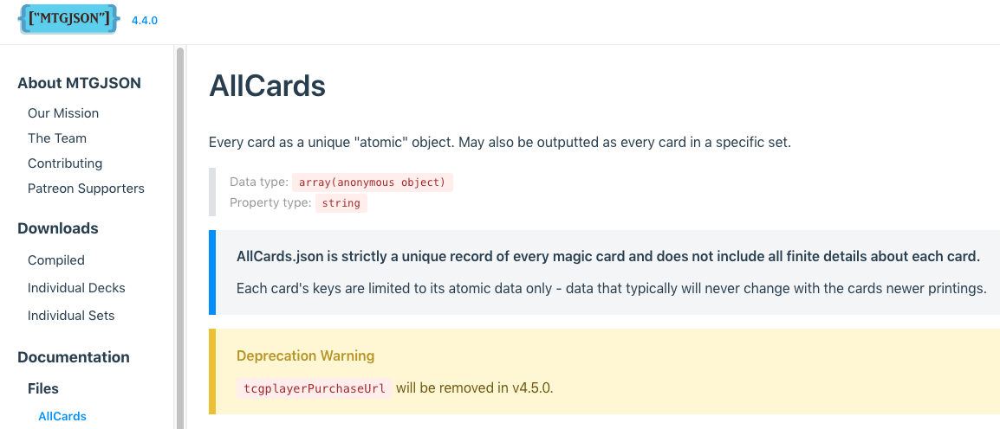 ["MTGJSON"]
4.4.0
About MTGJSON
Our Mission
The Team
Contributing
Patreon Supporters
Downloads
Compiled
Individual Decks
Individual Sets
Documentation
Files
AllCards
AllCards
Every card as a unique "atomic" object. May also be outputted as every card in a specific set.
Data type: array(anonymous object)
Property type: string
AllCards.json is strictly a unique record of every magic card and does not include all finite details about each card.
Each card's keys are limited to its atomic data only - data that typically will never change with the cards newer printings.
Deprecation Warning
tcgplayerPurchaseUrl will be removed in v4.5.0.